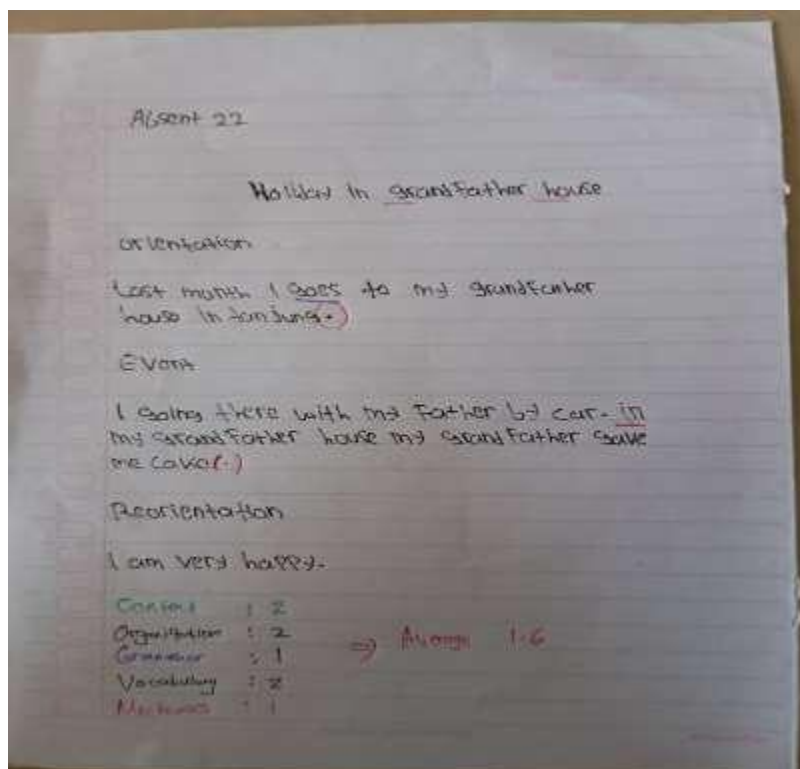 Absent 22
Holiday in grandfather house
orientation
Last month I goes to my grandfather
house in tanjung(.)
Event
I going there with my Father by car. in
my grandfather house my grandfather gave
me cake(.)
Reorientation
I am very happy.
Content : 2
Organization : 2 ⇒ Average 1.6
Grammar : 1
Vocabulary : 2
Mechanics : 1